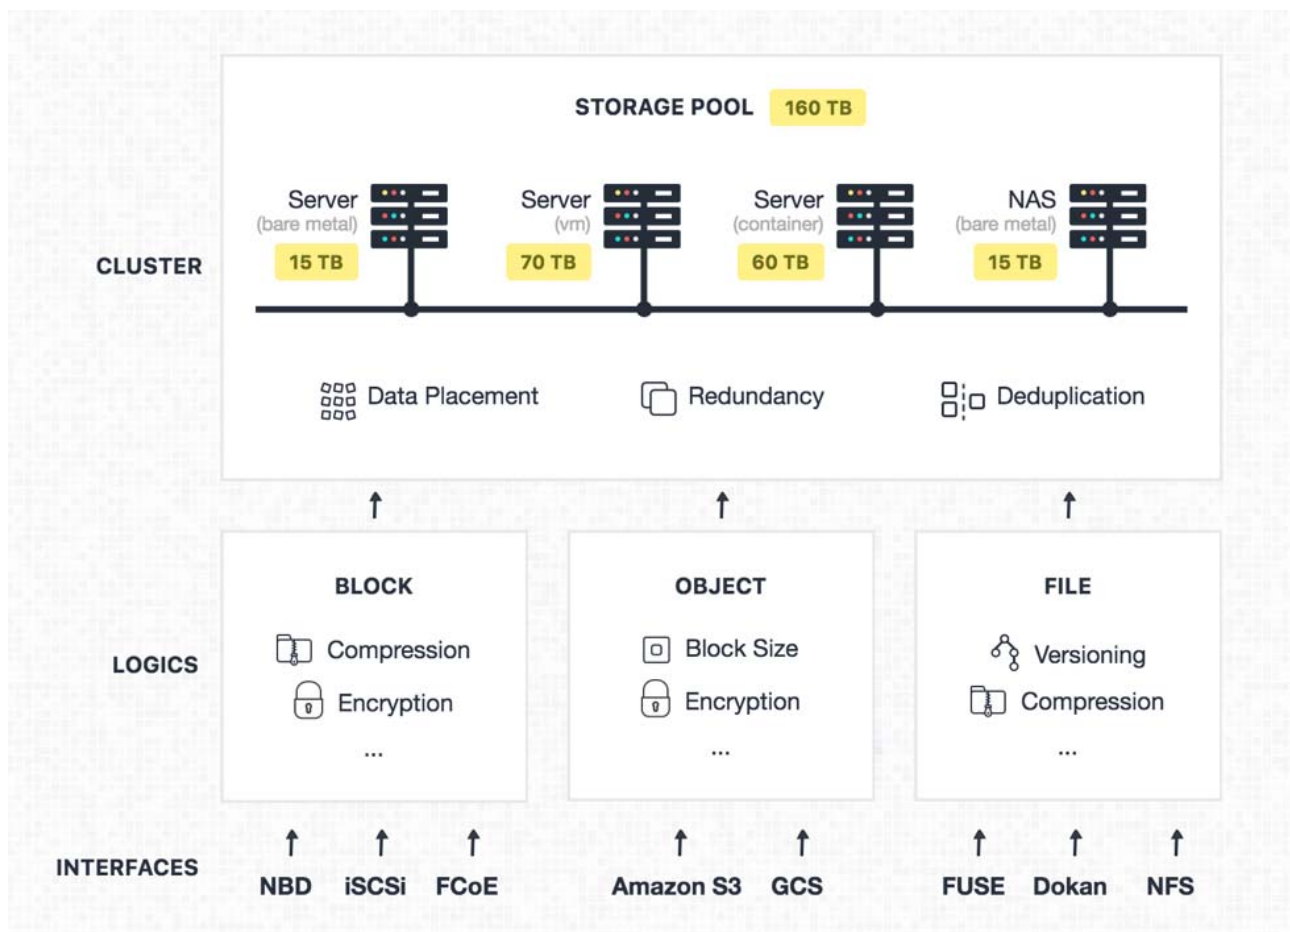 STORAGE POOL 160 TB
Server
(bare metal)
15 TB
Server
(vm)
70 TB
Server
(container)
60 TB
NAS
(bare metal)
15 TB
CLUSTER
Data Placement
Redundancy
Deduplication
LOGICS
BLOCK
Compression
Encryption
...
OBJECT
Block Size
Encryption
...
FILE
Versioning
Compression
...
INTERFACES
NBD iSCSi FCoE
Amazon S3 GCS
FUSE Dokan NFS